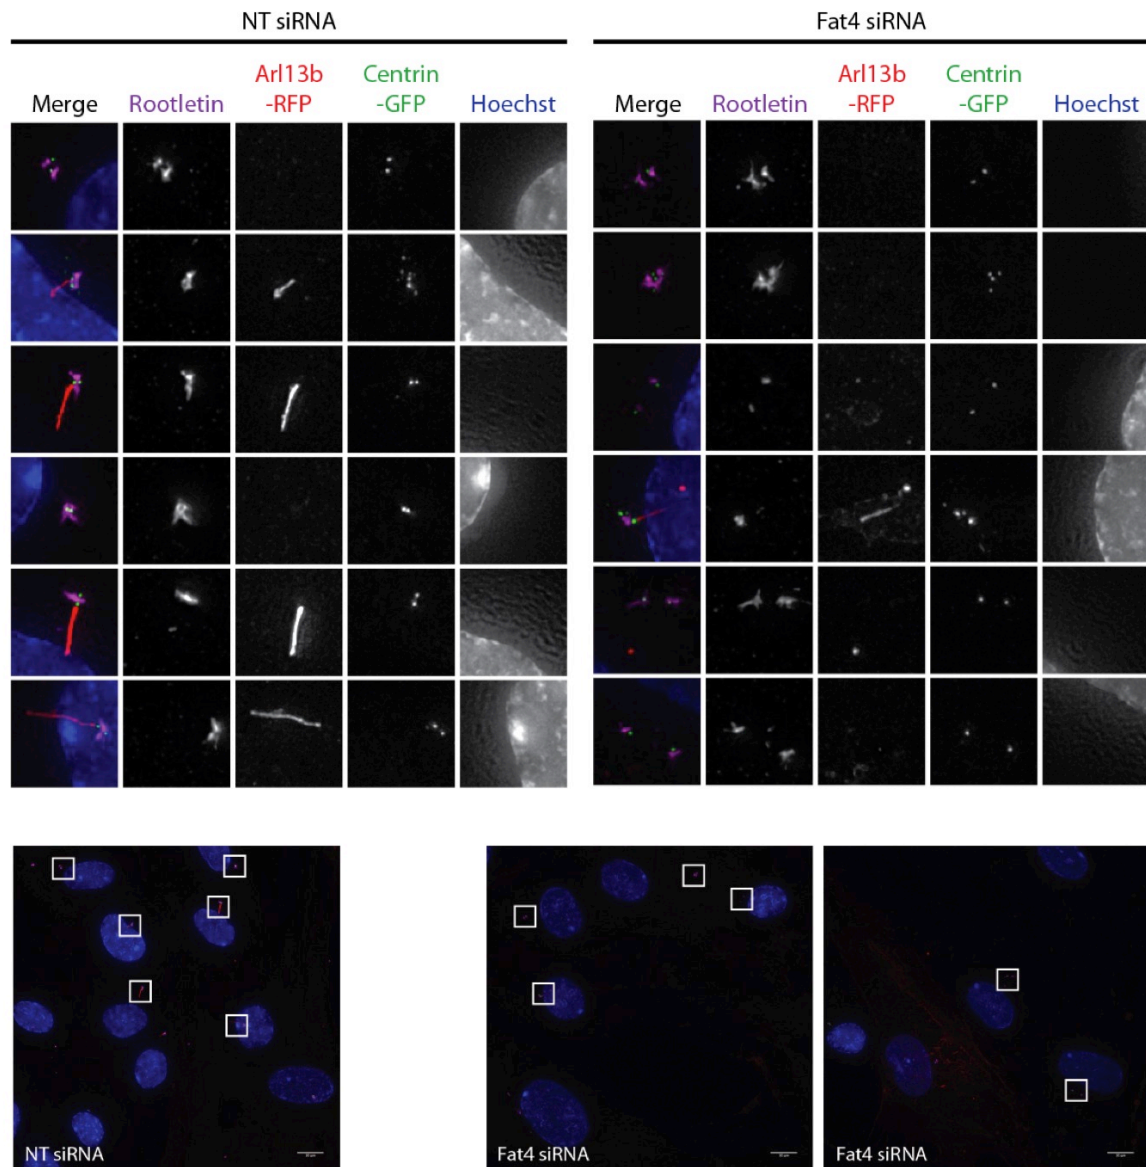 NT siRNA
Fat4 siRNA
Merge Rootletin Arl13b -RFP Centrin -GFP Hoechst
Merge Rootletin Arl13b -RFP Centrin -GFP Hoechst
NT siRNA
Fat4 siRNA
Fat4 siRNA